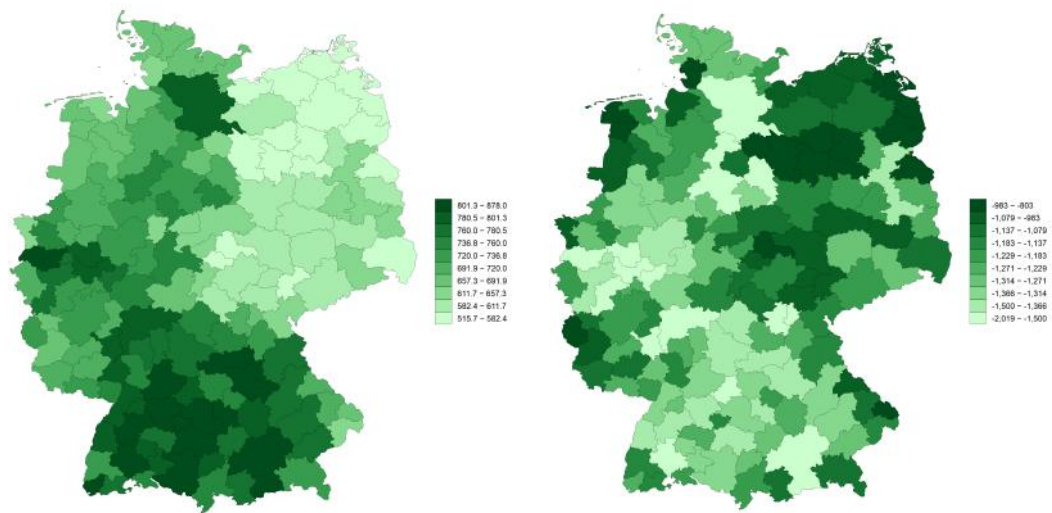 801.3 – 878.0
780.5 – 801.3
760.0 – 780.5
736.8 – 760.0
720.0 – 736.8
691.9 – 720.0
657.3 – 691.9
611.7 – 657.3
582.4 – 611.7
515.7 – 582.4
-983 – -803
-1,079 – -983
-1,137 – -1,079
-1,183 – -1,137
-1,229 – -1,183
-1,271 – -1,229
-1,314 – -1,271
-1,366 – -1,314
-1,500 – -1,366
-2,019 – -1,500